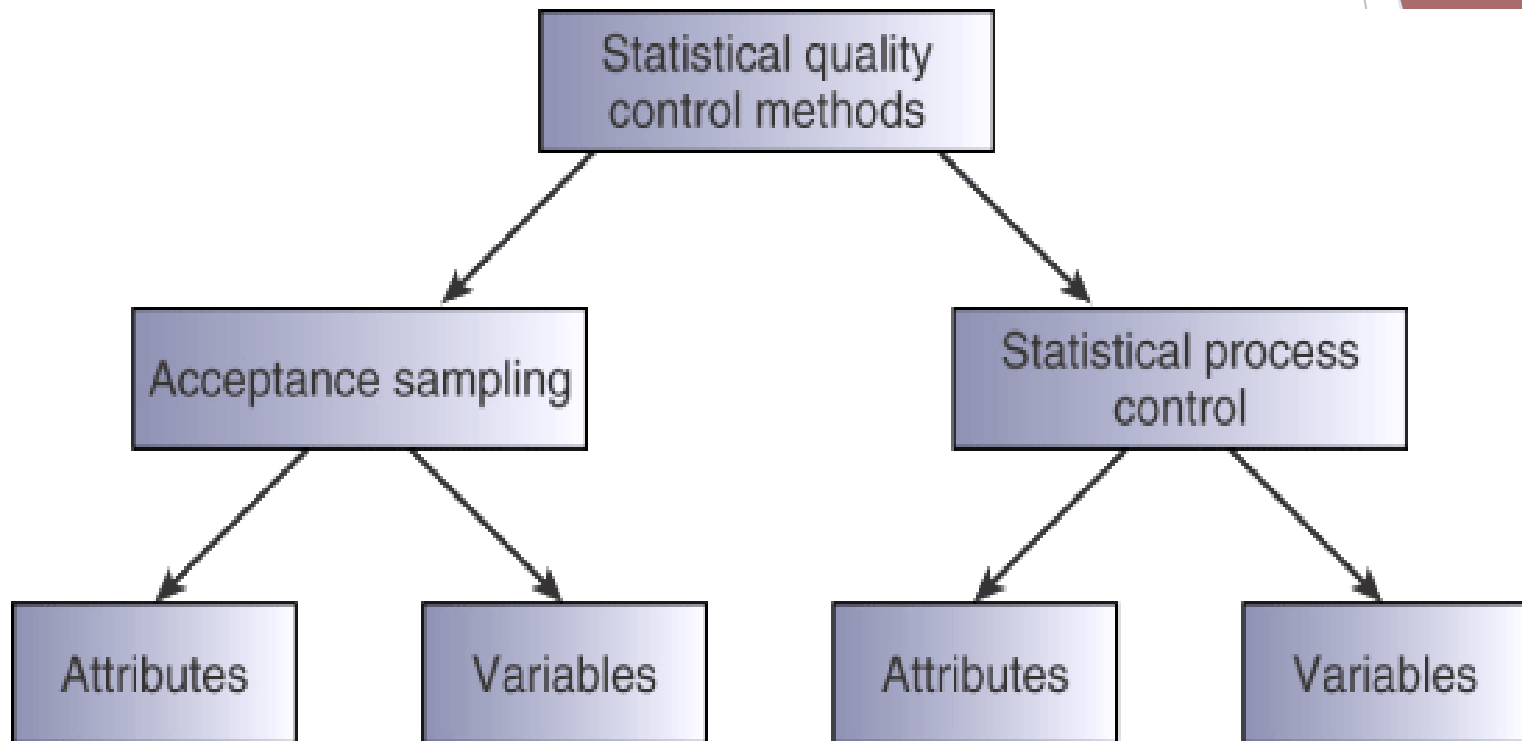 Statistical quality
control methods
Acceptance sampling
Statistical process
control
Attributes
Variables
Attributes
Variables